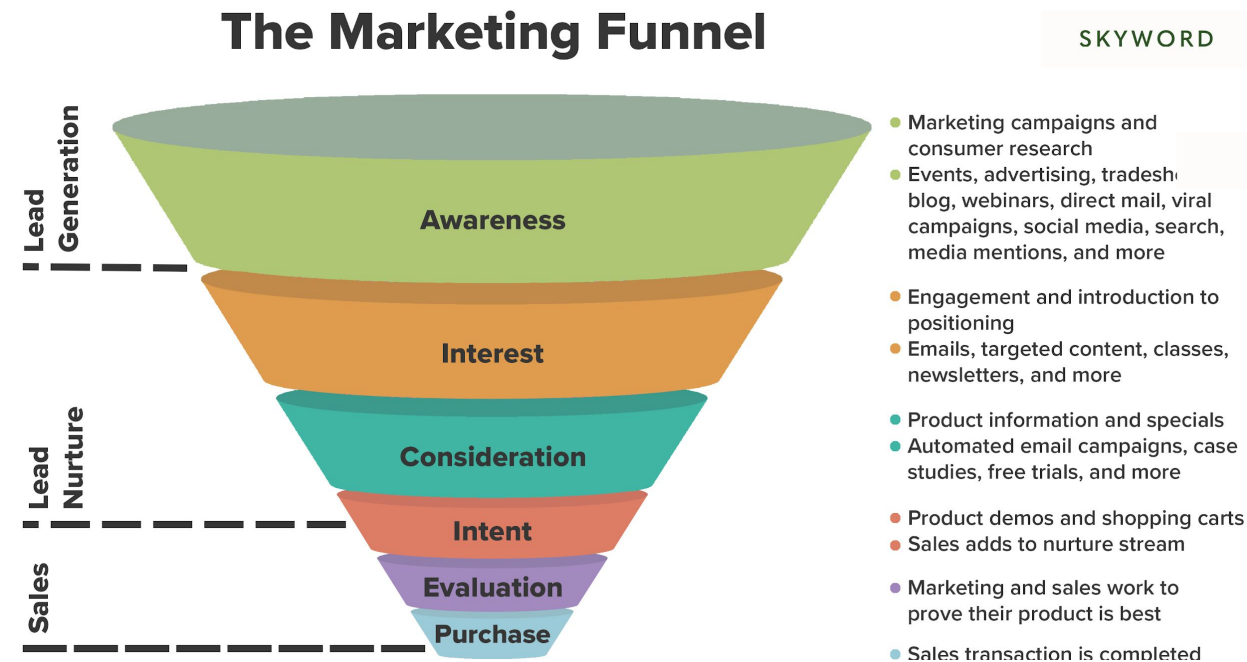 The Marketing Funnel
SKYWORD
Lead
Generation
Awareness
Marketing campaigns and
consumer research
Events, advertising,
blog, webinars, direct mail, viral
campaigns, social media, search,
media mentions, and more
Interest
Engagement and introduction to
positioning
Emails, targeted content, classes,
newsletters, and more
Lead
Nurture
Consideration
Product information and specials
Automated email campaigns, case
studies, free trials, and more
Intent
Product demos and shopping carts
Sales adds to nurture stream
Sales
Evaluation
Marketing and sales work to
prove their product is best
Purchase
Sales transaction is completed